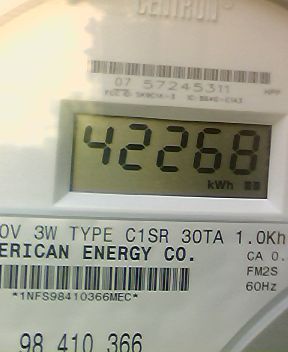 CENTRON
07 57245311
42268
kWh
0V 3W TYPE C1SR 30TA 1.0Kh
ERICAN ENERGY CO.
CA 0.
FM2S
*1NFS98410366MEC*
60Hz
98 410 366